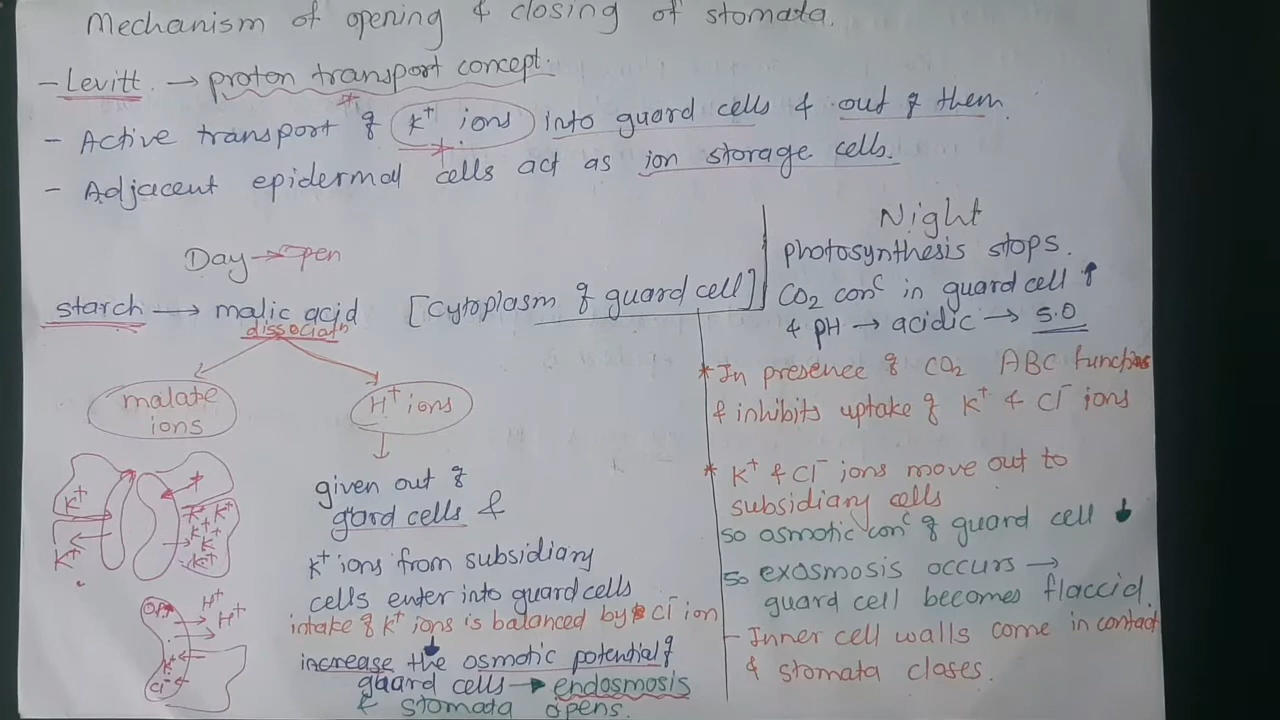 Mechanism of opening & closing of stomata.
- Levitt → proton transport concept.
- Active transport of K+ ions into guard cells & out of them.
- Adjacent epidermal cells act as ion storage cells.
Day → Open
starch → malic acid [cytoplasm of guard cell]
dissociatn
malate ions
H+ ions
K+
K+
K+ K+
K+
K
K+
H+
H+
K+
Cl-
given out of
gard cells &
K+ ions from subsidiary
cells enter into guard cells
intake of K+ ions is balanced by Cl- ion
increase the osmotic potential of
guard cells → endosmosis
& stomata opens.
Night
photosynthesis stops.
CO2 conc in guard cell ↑
& pH → acidic → 5.0
* In presence of CO2 ABC functions
& inhibits uptake of K+ & Cl- ions
* K+ & Cl- ions move out to
subsidiary cells
so osmotic conc of guard cell ↓
so exosmosis occurs →
guard cell becomes flaccid.
- Inner cell walls come in contact
& stomata closes.